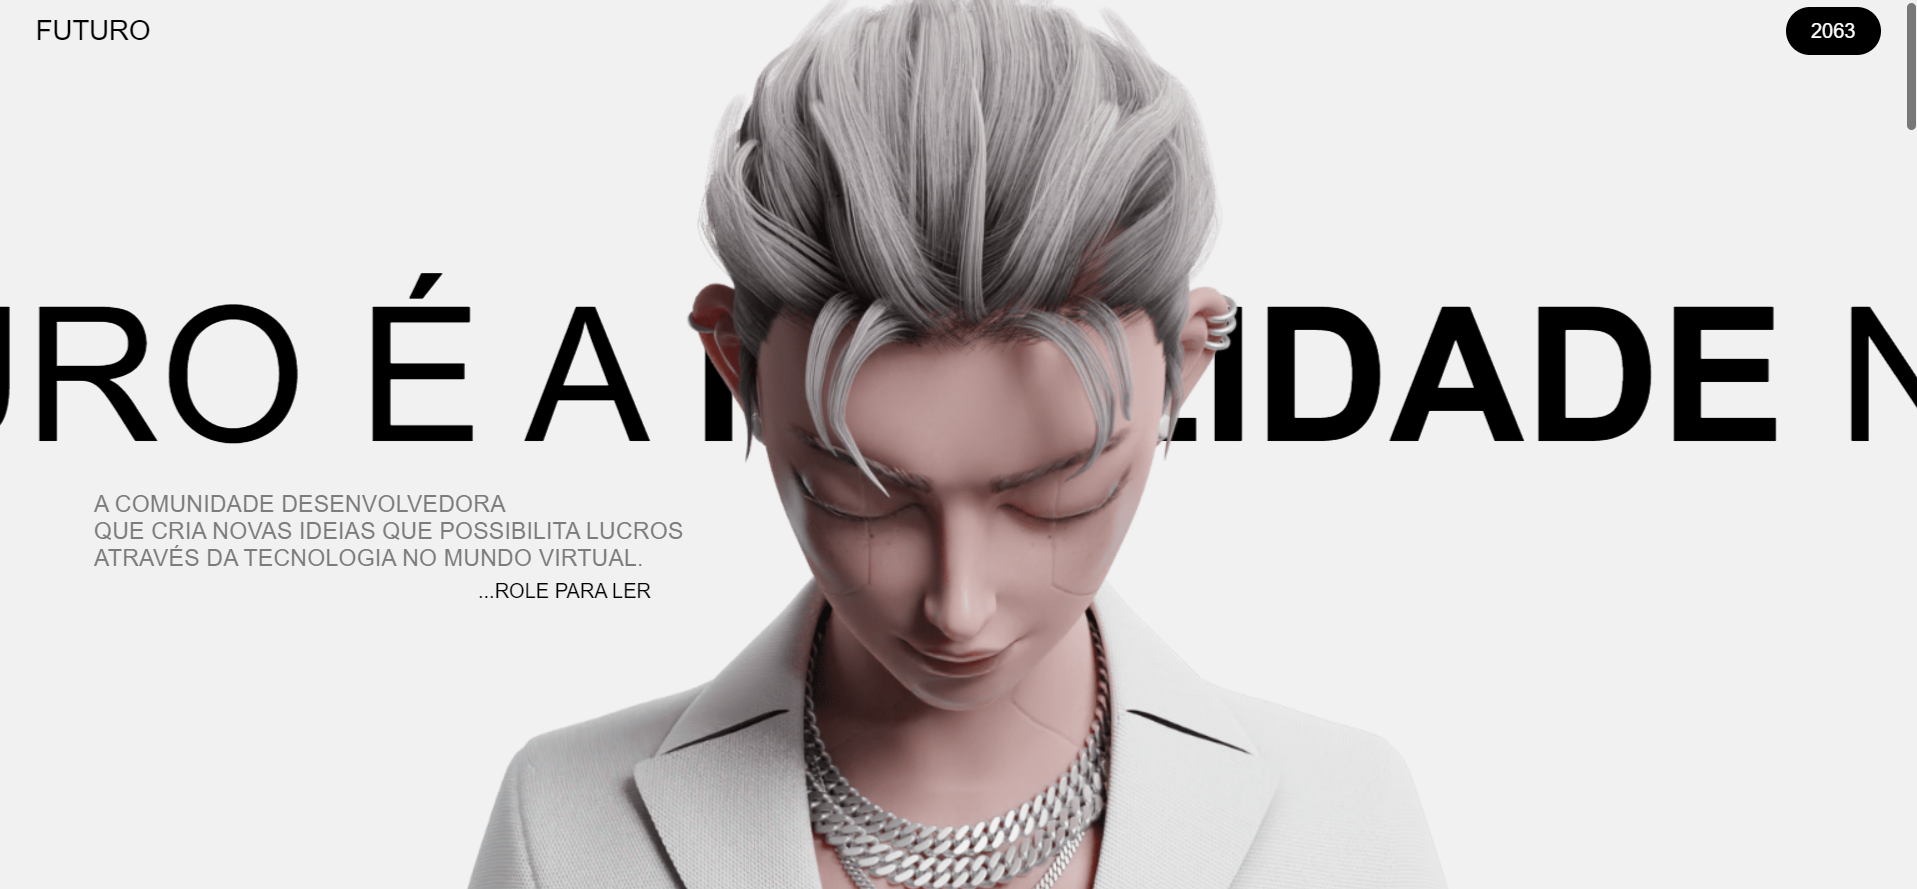 FUTURO
2063
URO É A LIDADE N
A COMUNIDADE DESENVOLVEDORA
QUE CRIA NOVAS IDEIAS QUE POSSIBILITA LUCROS
ATRAVÉS DA TECNOLOGIA NO MUNDO VIRTUAL.
...ROLE PARA LER